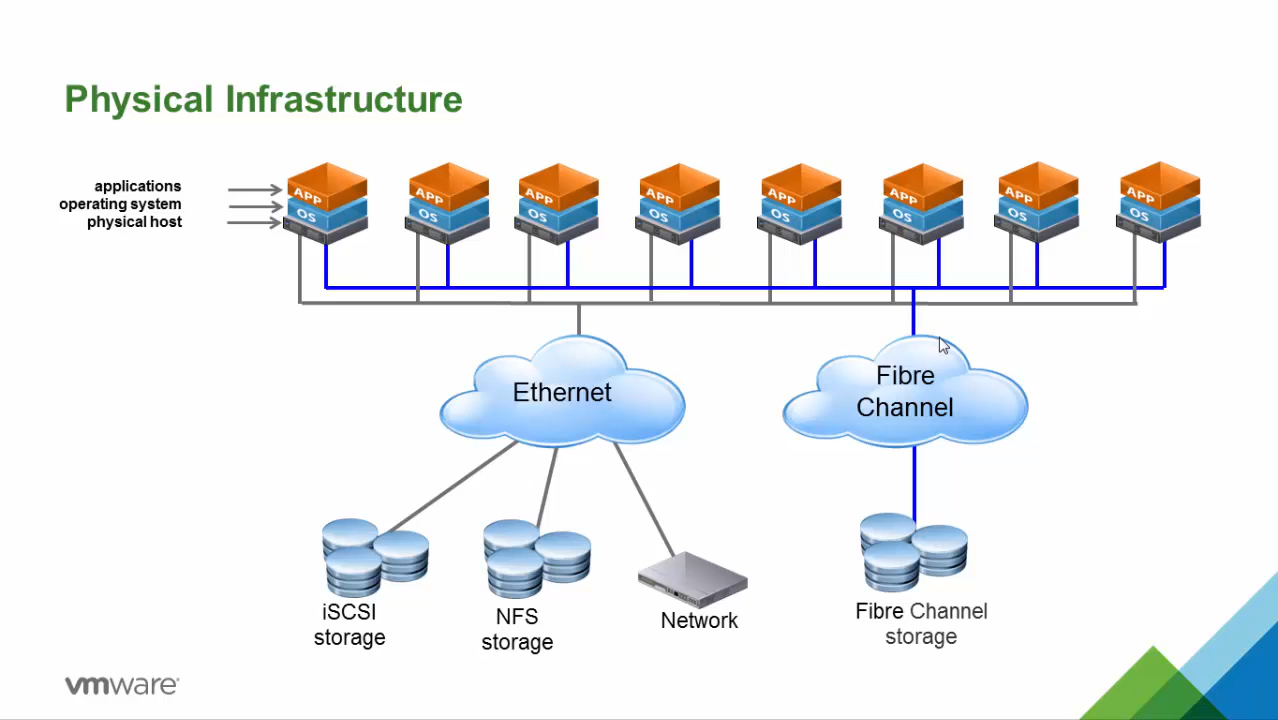 Physical Infrastructure
applications
operating system
physical host
APP
OS
APP
OS
APP
OS
APP
OS
APP
OS
APP
OS
APP
OS
APP
OS
Ethernet
Fibre
Channel
iSCSI
storage
NFS
storage
Network
Fibre Channel
storage
vmware